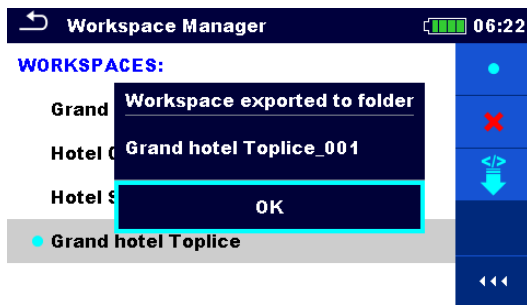 Workspace Manager 06:22
WORKSPACES:
Grand
Workspace exported to folder
Hotel
Grand hotel Toplice_001
Hotel S
OK
Grand hotel Toplice